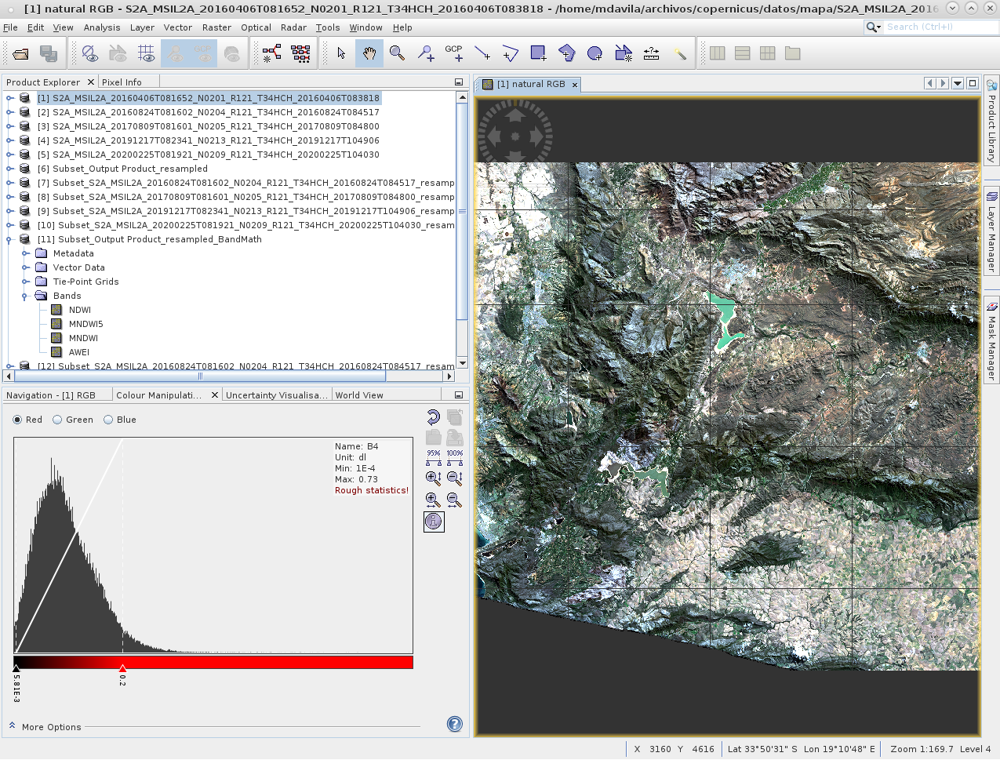 [1] natural RGB - S2A_MSIL2A_20160406T081652_N0201_R121_T34HCH_20160406T083818 - /home/mdavila/archivos/copernicus/datos/mapa/S2A_MSIL2A_2016
File Edit View Analysis Layer Vector Raster Optical Radar Tools Window Help
Search (Ctrl+I)
GCP
GCP
Product Explorer Pixel Info
[1] natural RGB
[1] S2A_MSIL2A_20160406T081652_N0201_R121_T34HCH_20160406T083818
[2] S2A_MSIL2A_20160824T081602_N0204_R121_T34HCH_20160824T084517
[3] S2A_MSIL2A_20170809T081601_N0205_R121_T34HCH_20170809T084800
[4] S2A_MSIL2A_20191217T082341_N0213_R121_T34HCH_20191217T104906
[5] S2A_MSIL2A_20200225T081921_N0209_R121_T34HCH_20200225T104030
[6] Subset_Output Product_resampled
[7] Subset_S2A_MSIL2A_20160824T081602_N0204_R121_T34HCH_20160824T084517_resamp
[8] Subset_S2A_MSIL2A_20170809T081601_N0205_R121_T34HCH_20170809T084800_resamp
[9] Subset_S2A_MSIL2A_20191217T082341_N0213_R121_T34HCH_20191217T104906_resamp
[10] Subset_S2A_MSIL2A_20200225T081921_N0209_R121_T34HCH_20200225T104030_resam
[11] Subset_Output Product_resampled_BandMath
Metadata
Vector Data
Tie-Point Grids
Bands
NDWI
MNDWI5
MNDWI
AWEI
[12] Subset_S2A_MSIL2A_20160824T081602_N0204_R121_T34HCH_20160824T084517_resam
Product Library
Layer Manager
Mask Manager
Navigation - [1] RGB Colour Manipulati... Uncertainty Visualisa... World View
Red Green Blue
Name: B4
Unit: dl
Min: 1E-4
Max: 0.73
Rough statistics!
95% 100%
5.81E-3
0.2
More Options
X 3160 Y 4616 Lat 33°50'31" S Lon 19°10'48" E Zoom 1:169.7 Level 4